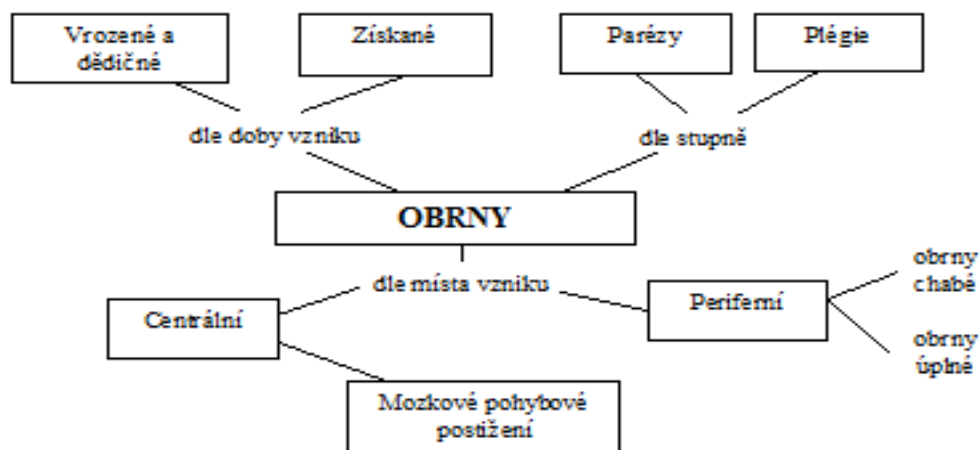 Vrozené a
dědičné
Získané
Parézy
Plégie
dle doby vzniku
dle stupně
OBRNY
dle místa vzniku
Centrální
Periferní
obrny
chabé
obrny
úplné
Mozkové pohybové
postižení